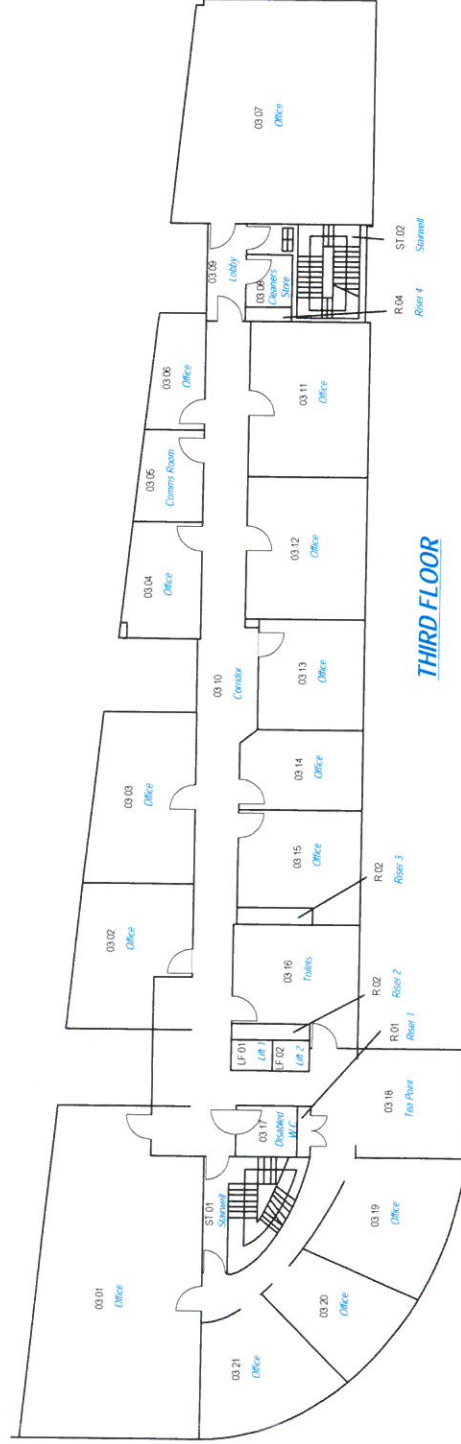 03 07
Office
03 09
Lobby
03 08
Cleaners
Store
ST 02
Stairwell
R 04
Riser 4
03 06
Office
03 05
Comms Room
03 04
Office
03 11
Office
03 12
Office
03 10
Corridor
03 13
Office
03 14
Office
03 03
Office
03 15
Office
R 02
Riser 3
03 02
Office
03 16
Toilets
R 02
Riser 2
LF 01
Lift 1
LF 02
Lift 2
R 01
Riser 1
03 17
Disabled
W.C
03 18
Tea Point
ST 01
Stairwell
03 01
Office
03 19
Office
03 20
Office
03 21
Office
THIRD FLOOR